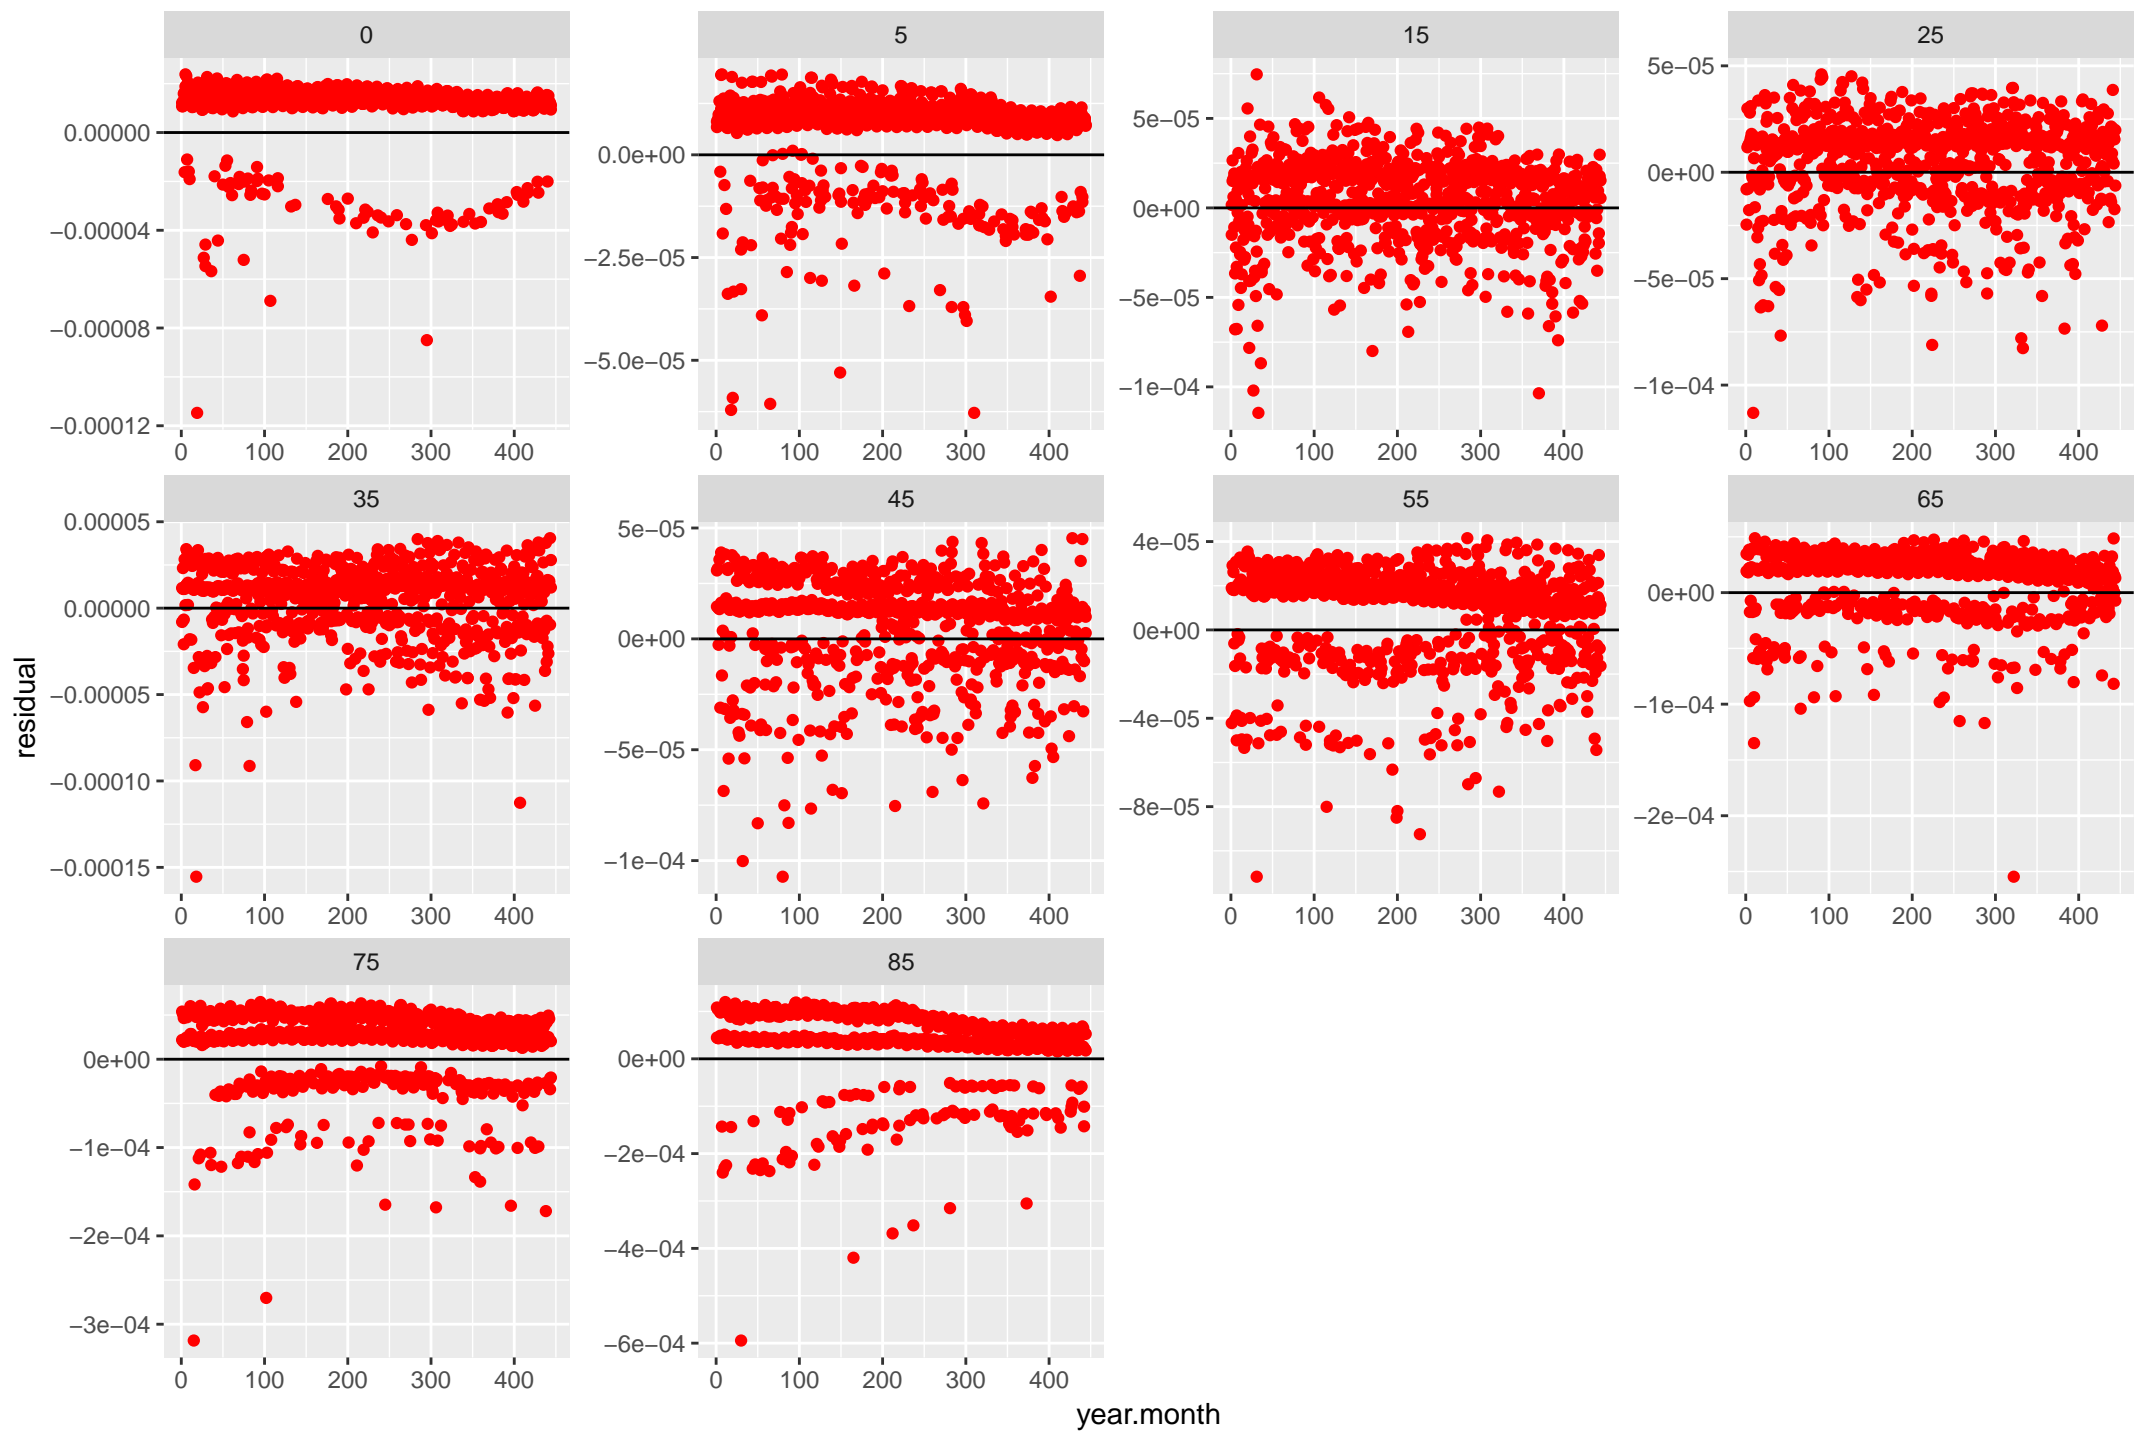 0 5 15 25
0.00000
−0.00004
−0.00008
−0.00012
0.0e+00
−2.5e−05
−5.0e−05
5e−05
0e+00
−5e−05
−1e−04
5e−05
0e+00
−5e−05
−1e−04
0 100 200 300 400 0 100 200 300 400 0 100 200 300 400 0 100 200 300 400
35 45 55 65
0.00005
0.00000
−0.00005
−0.00010
−0.00015
5e−05
0e+00
−5e−05
−1e−04
4e−05
0e+00
−4e−05
−8e−05
0e+00
−1e−04
−2e−04
0 100 200 300 400 0 100 200 300 400 0 100 200 300 400 0 100 200 300 400
residual
75 85
0e+00
−1e−04
−2e−04
−3e−04
0e+00
−2e−04
−4e−04
−6e−04
0 100 200 300 400 0 100 200 300 400
year.month